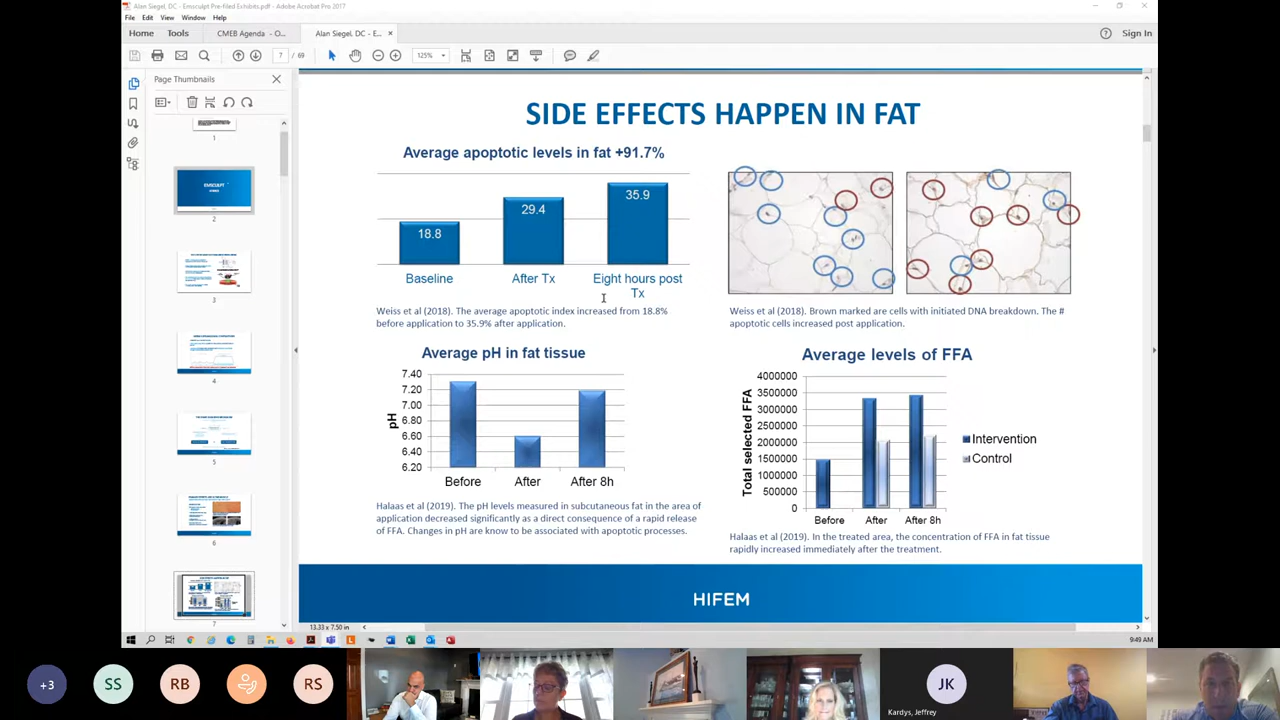 Alan Siegel, DC - Emsculpt Pre-filed Exhibits.pdf - Adobe Acrobat Pro 2017
File Edit View Window Help
Home Tools CMEB Agenda - O... Alan Siegel, DC - E... × Sign In
7 / 69 125%
Page Thumbnails
1
2
3
4
5
6
7
SIDE EFFECTS HAPPEN IN FAT
Average apoptotic levels in fat +91.7%
18.8
29.4
35.9
Baseline
After Tx
Eight hours post
Tx
Weiss et al (2018). The average apoptotic index increased from 18.8%
before application to 35.9% after application.
Weiss et al (2018). Brown marked are cells with initiated DNA breakdown. The #
apoptotic cells increased post application.
Average pH in fat tissue
pH
7.40
7.20
7.00
6.80
6.60
6.40
6.20
Before After After 8h
Halaas et al (2019). The pH levels measured in subcutaneous fat in the area of
application decreased significantly as a direct consequence of a rapid release
of FFA. Changes in pH are know to be associated with apoptotic processes.
Average levels of FFA
Total selected FFA
4000000
3500000
3000000
2500000
2000000
1500000
1000000
500000
0
Before After After 8h
Intervention
Control
Halaas et al (2019). In the treated area, the concentration of FFA in fat tissue
rapidly increased immediately after the treatment.
HIFEM
13.33 x 7.50 in
9:49 AM
+3 SS RB RS JK
Kardys, Jeffrey